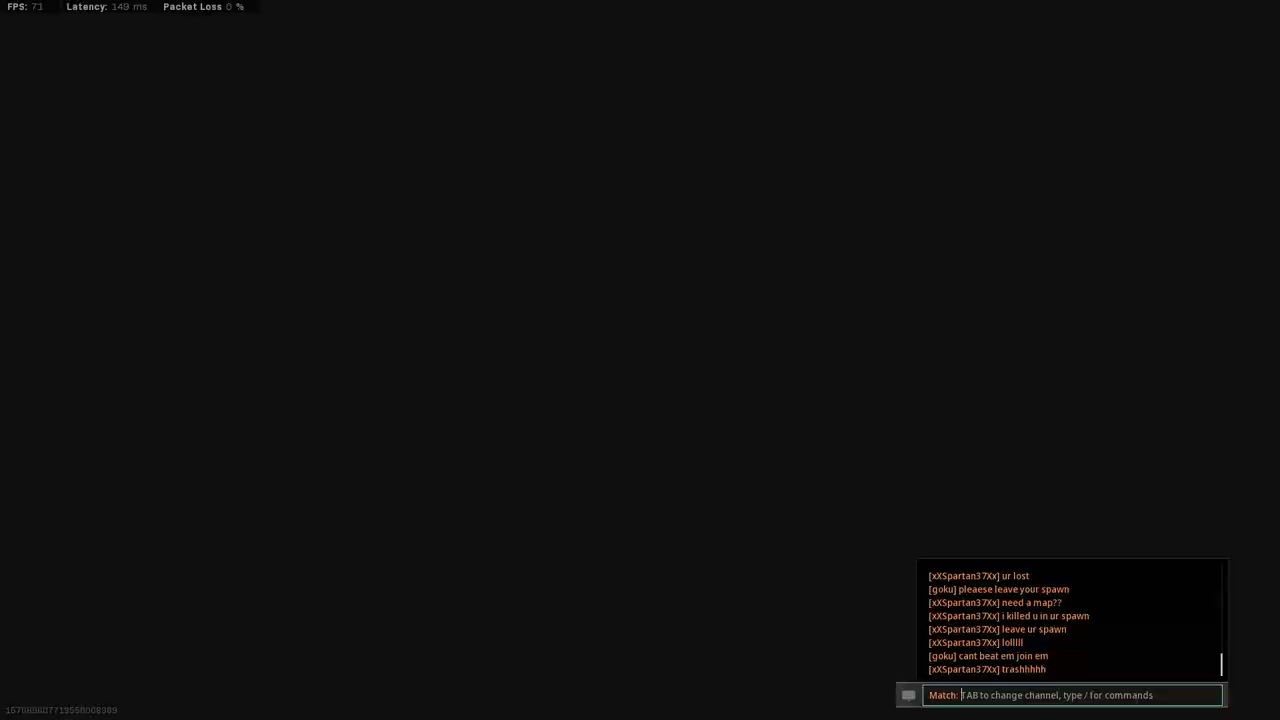 FPS: 71 Latency: 149 ms Packet Loss 0 %
[xXSpartan37Xx] ur lost
[goku] pleaese leave your spawn
[xXSpartan37Xx] need a map??
[xXSpartan37Xx] i killed u in ur spawn
[xXSpartan37Xx] leave ur spawn
[xXSpartan37Xx] lolllll
[goku] cant beat em join em
[xXSpartan37Xx] trashhhhh
Match: TAB to change channel, type / for commands